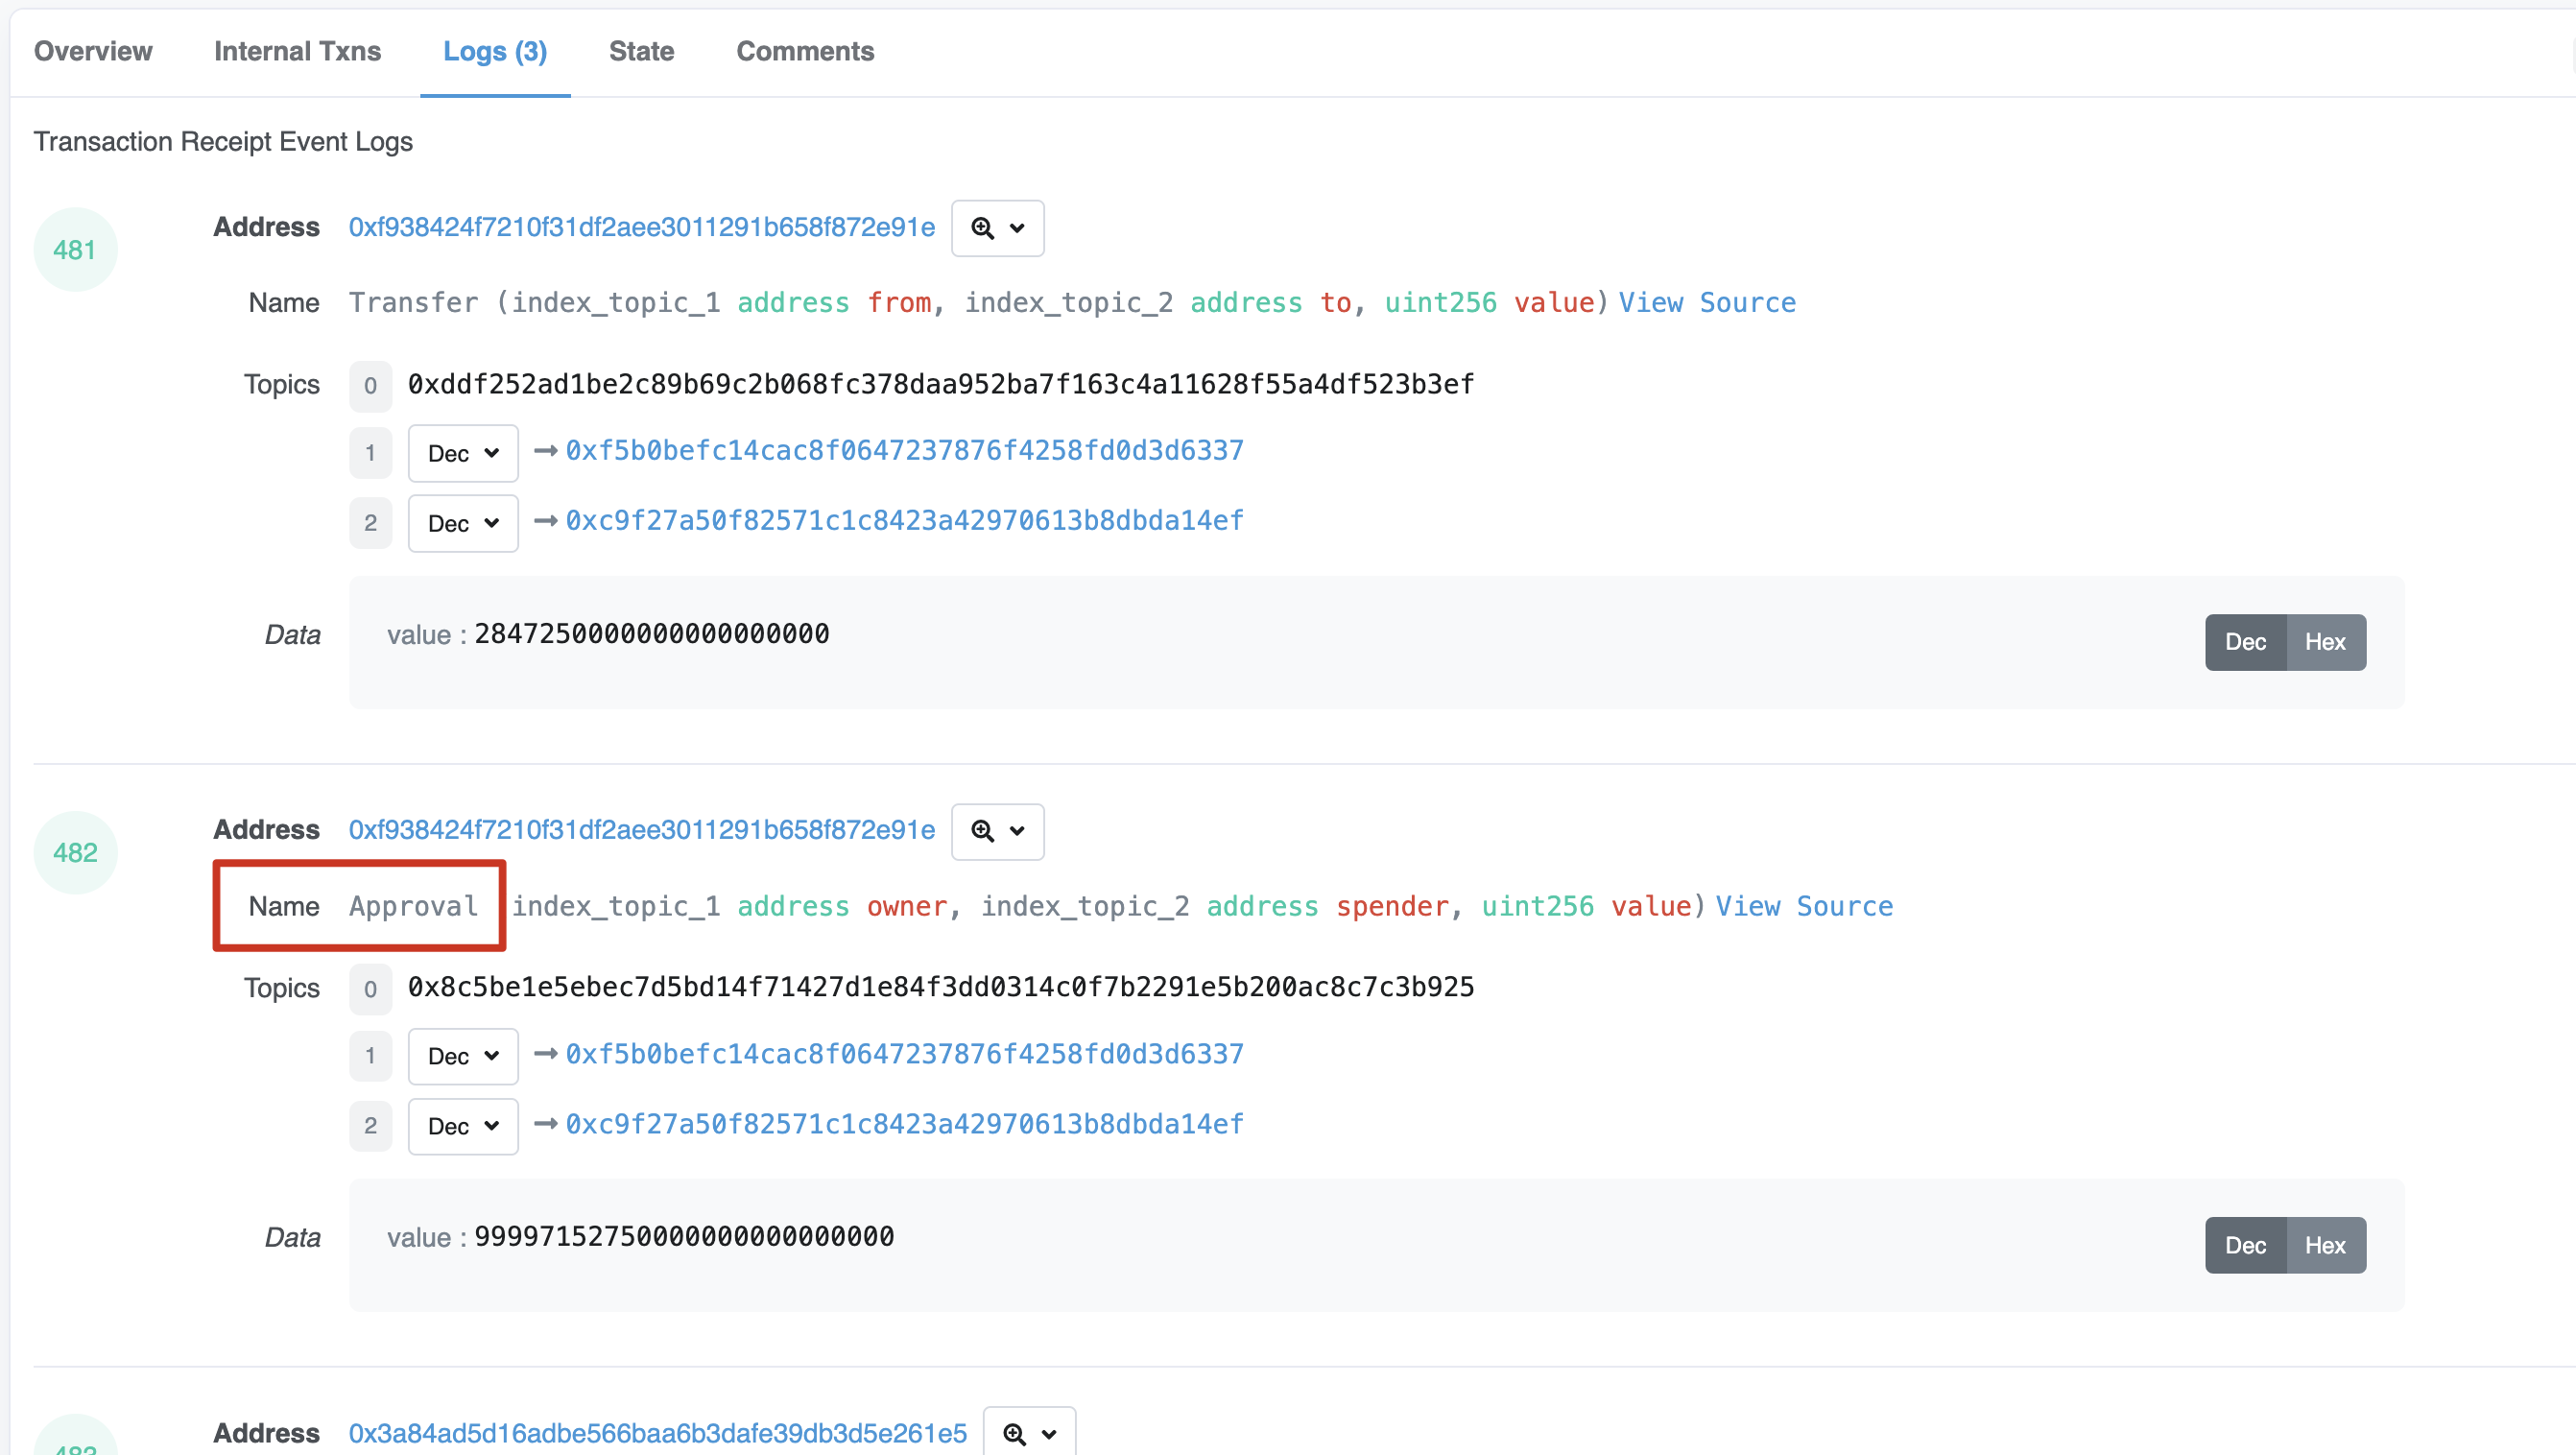 Overview Internal Txns Logs (3) State Comments
Transaction Receipt Event Logs
481
Address 0xf938424f7210f31df2aee3011291b658f872e91e
Name Transfer (index_topic_1 address from, index_topic_2 address to, uint256 value) View Source
Topics 0 0xddf252ad1be2c89b69c2b068fc378daa952ba7f163c4a11628f55a4df523b3ef
1 Dec 0xf5b0befc14cac8f0647237876f4258fd0d3d6337
2 Dec 0xc9f27a50f82571c1c8423a42970613b8dbda14ef
Data value : 2847250000000000000000 Dec Hex
482
Address 0xf938424f7210f31df2aee3011291b658f872e91e
Name Approval index_topic_1 address owner, index_topic_2 address spender, uint256 value) View Source
Topics 0 0x8c5be1e5ebec7d5bd14f71427d1e84f3dd0314c0f7b2291e5b200ac8c7c3b925
1 Dec 0xf5b0befc14cac8f0647237876f4258fd0d3d6337
2 Dec 0xc9f27a50f82571c1c8423a42970613b8dbda14ef
Data value : 99997152750000000000000000 Dec Hex
483
Address 0x3a84ad5d16adbe566baa6b3dafe39db3d5e261e5